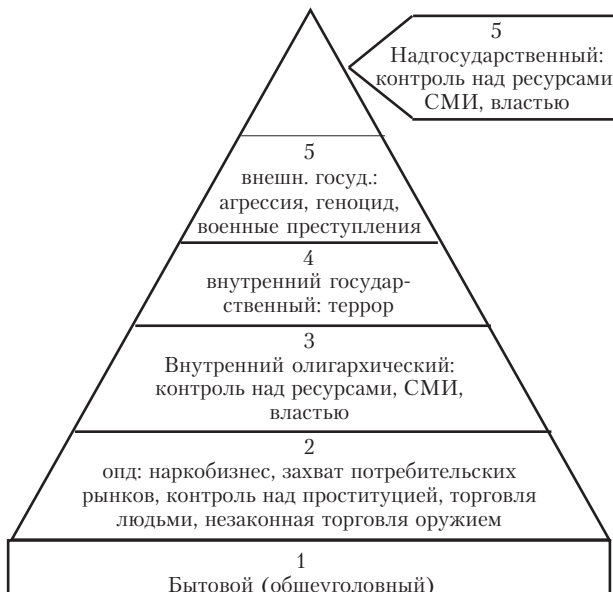 5
Надгосударственный:
контроль над ресурсами
СМИ, властью
5
внешн. госуд.:
агрессия, геноцид,
военные преступления
4
внутренний государ-
ственный: террор
3
Внутренний олигархический:
контроль над ресурсами, СМИ,
властью
2
опд: наркобизнес, захват потребительских
рынков, контроль над проституцией, торговля
людьми, незаконная торговля оружием
1
Бытовой (общеуголовный)